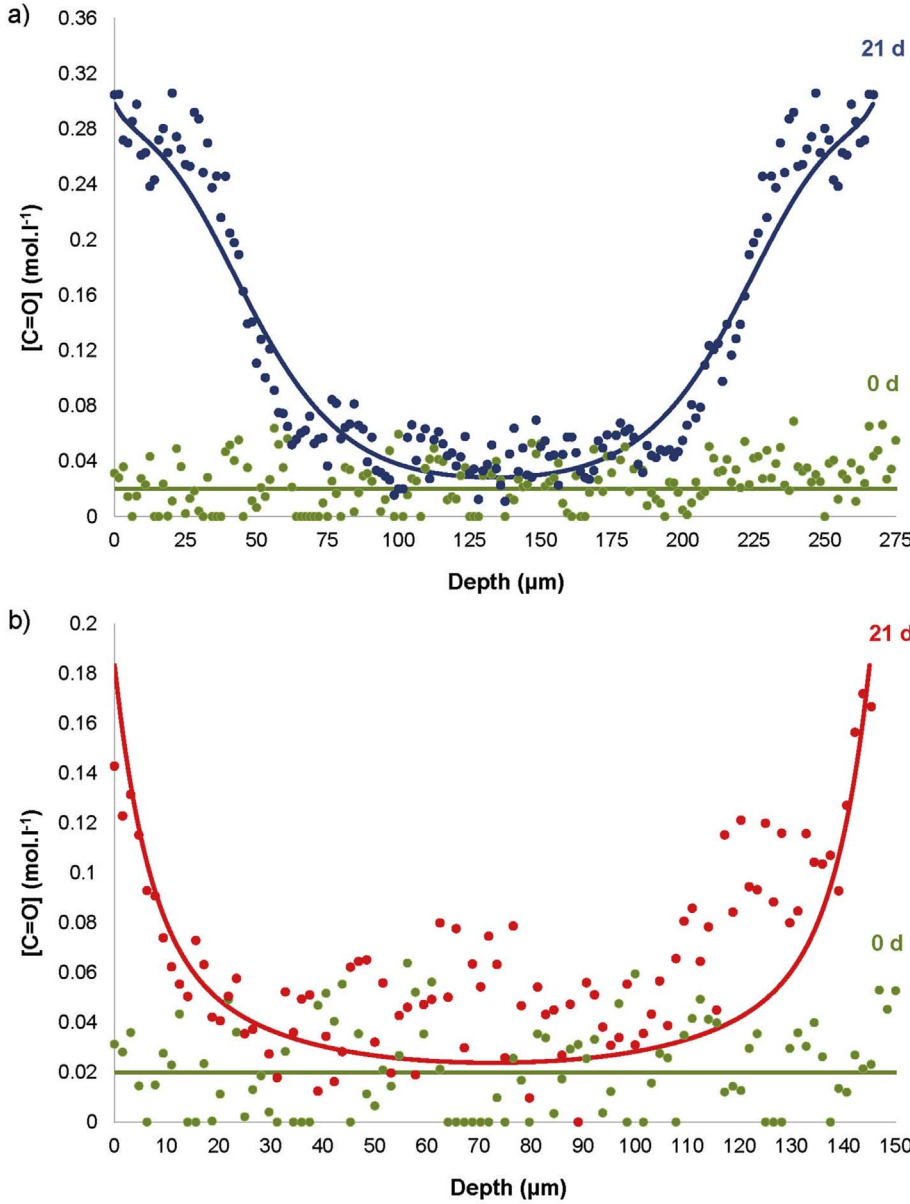 a)
0.36
21 d
0.32
0.28
0.24
0.2
[C=O] (mol.l-1)
0.16
0.12
0 d
0.08
0.04
0
0 25 50 75 100 125 150 175 200 225 250 275
Depth (µm)
b)
0.2
21 d
0.18
0.16
0.14
0.12
[C=O] (mol.l-1)
0.1
0 d
0.08
0.06
0.04
0.02
0
0 10 20 30 40 50 60 70 80 90 100 110 120 130 140 150
Depth (µm)